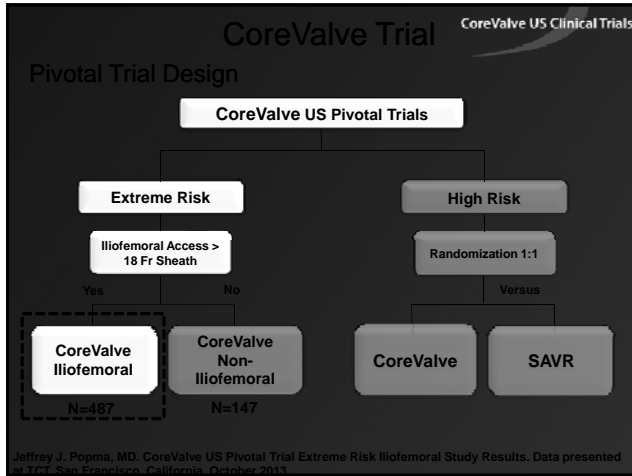 CoreValve Trial
CoreValve US Clinical Trials
Pivotal Trial Design
CoreValve US Pivotal Trials
Extreme Risk
High Risk
Iliofemoral Access >
18 Fr Sheath
Randomization 1:1
Yes
No
Versus
CoreValve
Iliofemoral
CoreValve
Non-
Iliofemoral
CoreValve
SAVR
N=487
N=147
Jeffrey J. Popma, MD. CoreValve US Pivotal Trial Extreme Risk Iliofemoral Study Results. Data presented
at TCT, San Francisco, California, October 2013.